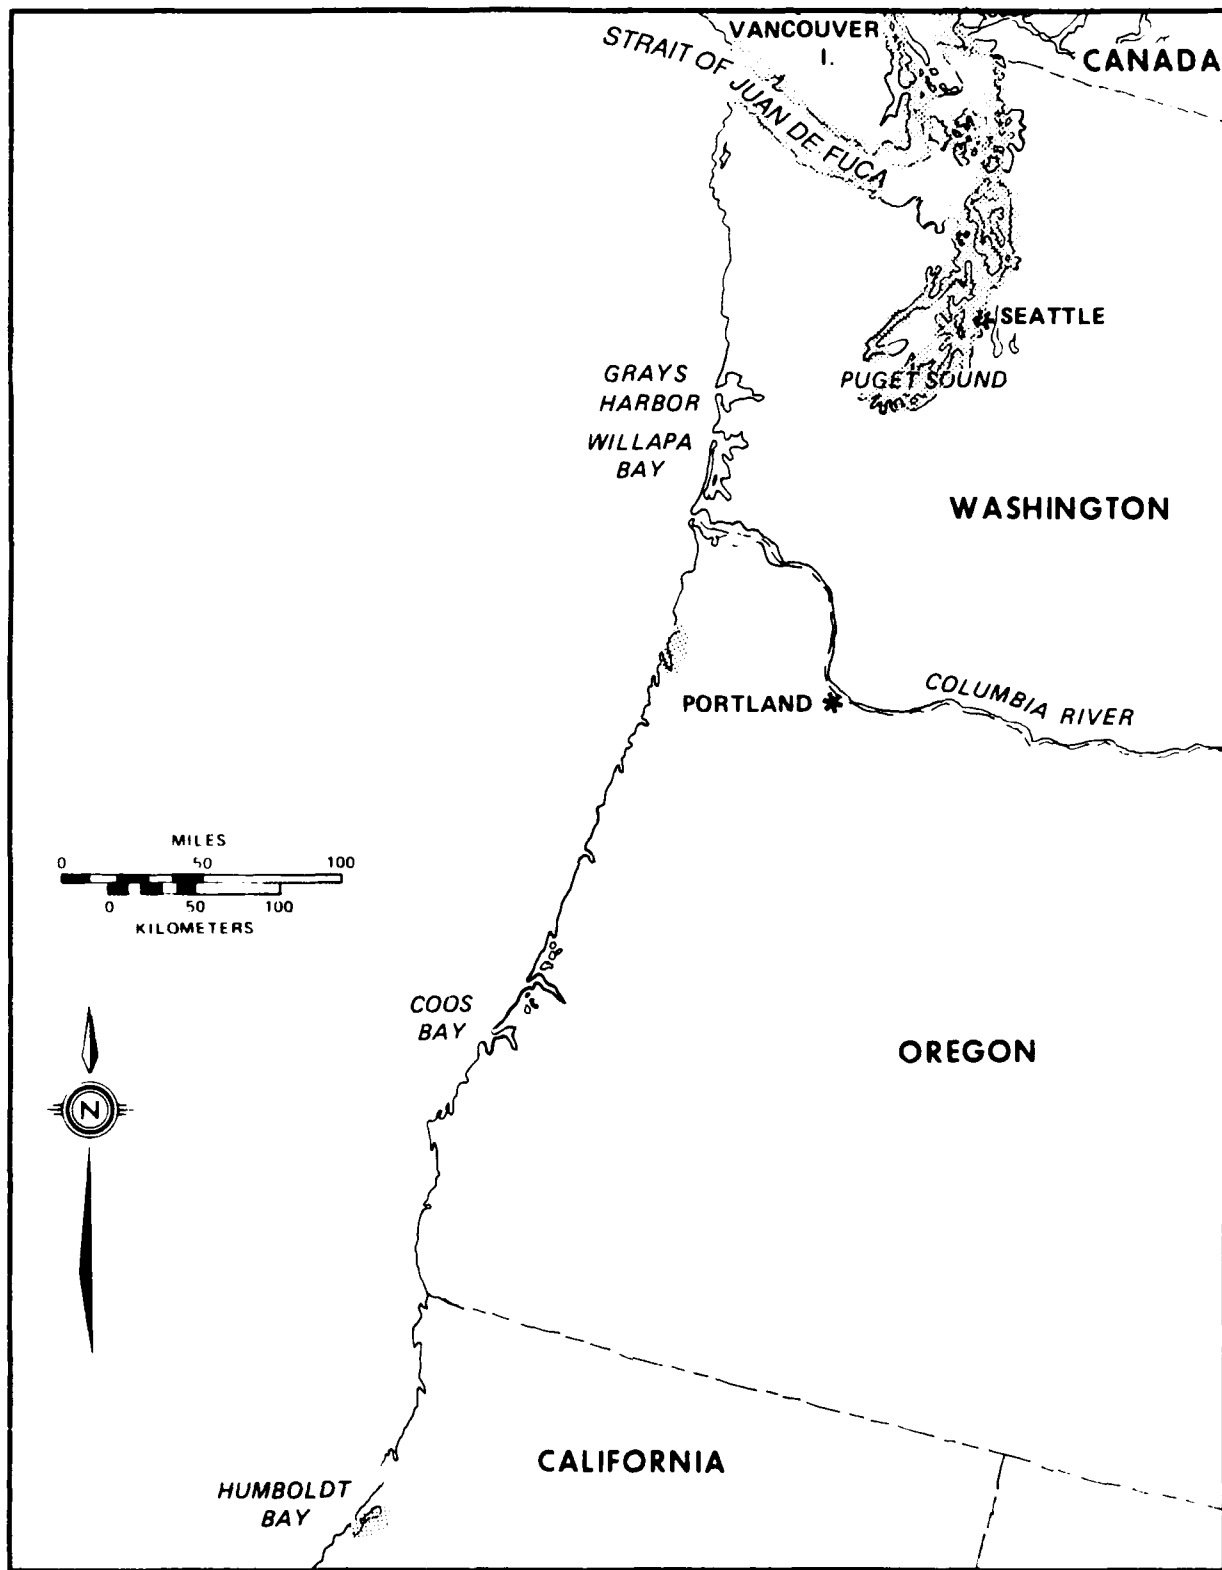 VANCOUVER
I.
CANADA
STRAIT OF JUAN DE FUCA
SEATTLE
PUGET SOUND
GRAYS
HARBOR
WILLAPA
BAY
WASHINGTON
COLUMBIA RIVER
PORTLAND
MILES
0 50 100
0 50 100
KILOMETERS
COOS
BAY
OREGON
N
CALIFORNIA
HUMBOLDT
BAY